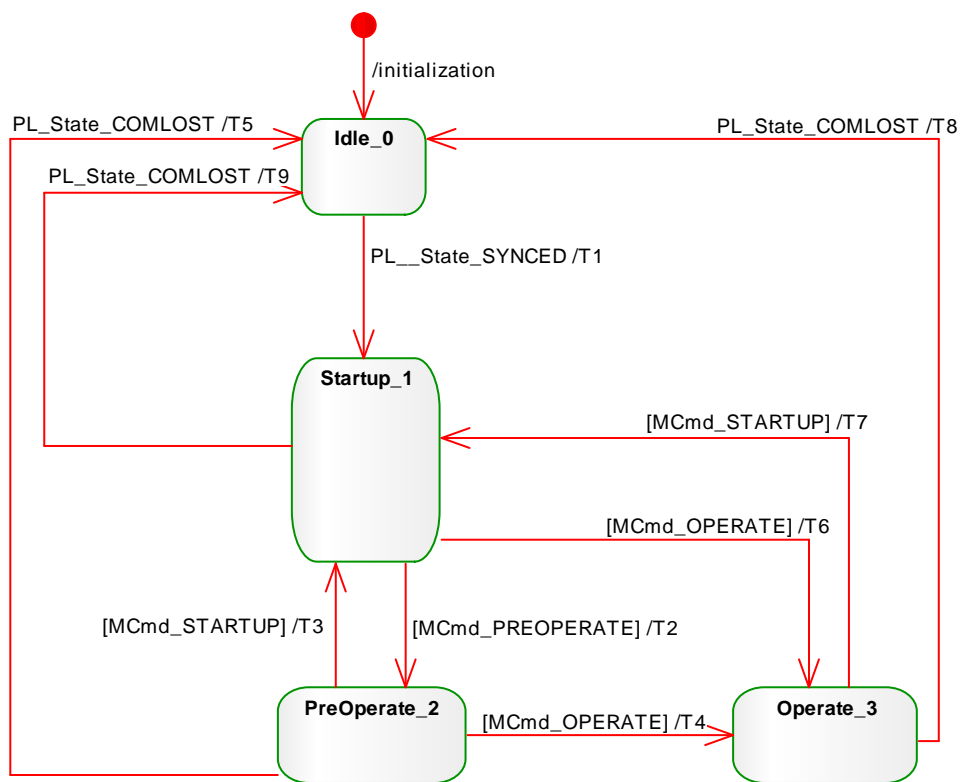 /initialization
PL_State_COMLOST /T5
Idle_0
PL_State_COMLOST /T8
PL_State_COMLOST /T9
PL__State_SYNCED /T1
Startup_1
[MCmd_STARTUP] /T7
[MCmd_OPERATE] /T6
[MCmd_STARTUP] /T3
[MCmd_PREOPERATE] /T2
PreOperate_2
[MCmd_OPERATE] /T4
Operate_3